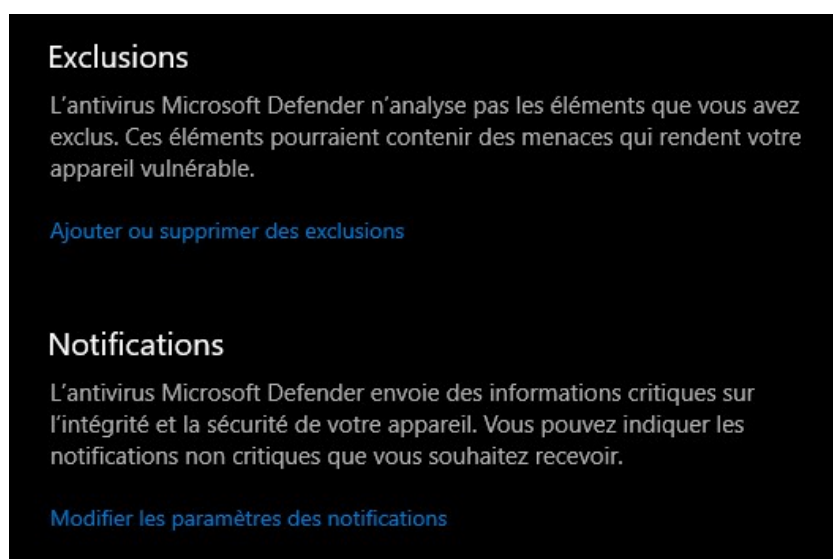 Exclusions
L’antivirus Microsoft Defender n’analyse pas les éléments que vous avez
exclus. Ces éléments pourraient contenir des menaces qui rendent votre
appareil vulnérable.
Ajouter ou supprimer des exclusions
Notifications
L’antivirus Microsoft Defender envoie des informations critiques sur
l’intégrité et la sécurité de votre appareil. Vous pouvez indiquer les
notifications non critiques que vous souhaitez recevoir.
Modifier les paramètres des notifications